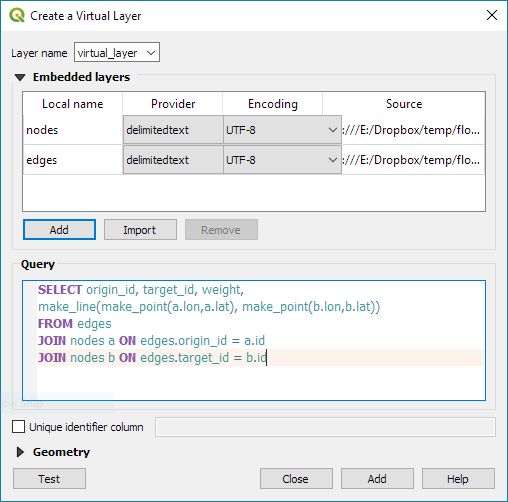 Create a Virtual Layer
Layer name virtual_layer
Embedded layers
Local name Provider Encoding Source
nodes delimitedtext UTF-8 :///E:/Dropbox/temp/flo...
edges delimitedtext UTF-8 :///E:/Dropbox/temp/flo...
Add Import Remove
Query
SELECT origin_id, target_id, weight,
make_line(make_point(a.lon,a.lat), make_point(b.lon,b.lat))
FROM edges
JOIN nodes a ON edges.origin_id = a.id
JOIN nodes b ON edges.target_id = b.id
Unique identifier column
Geometry
Test Close Add Help